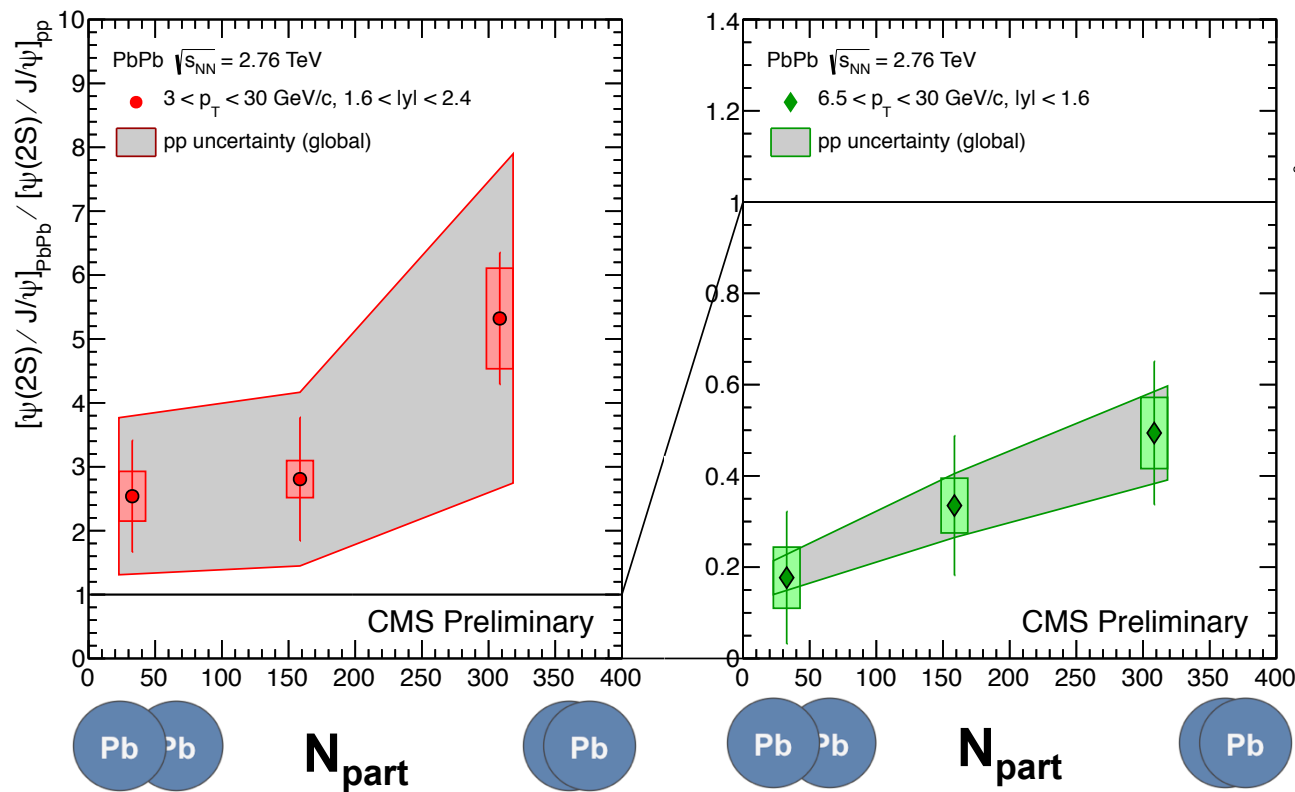 [ψ(2S) ∕ J/ψ]PbPb ∕ [ψ(2S) ∕ J/ψ]pp
10
9
8
7
6
5
4
3
2
1
0
PbPb √sNN = 2.76 TeV
3 < pT < 30 GeV/c, 1.6 < |y| < 2.4
pp uncertainty (global)
CMS Preliminary
0 50 100 150 200 250 300 350 400
Pb Pb
Npart
Pb
1.4
1.2
1
0.8
0.6
0.4
0.2
0
PbPb √sNN = 2.76 TeV
6.5 < pT < 30 GeV/c, |y| < 1.6
pp uncertainty (global)
CMS Preliminary
0 50 100 150 200 250 300 350 400
Pb Pb
Npart
Pb